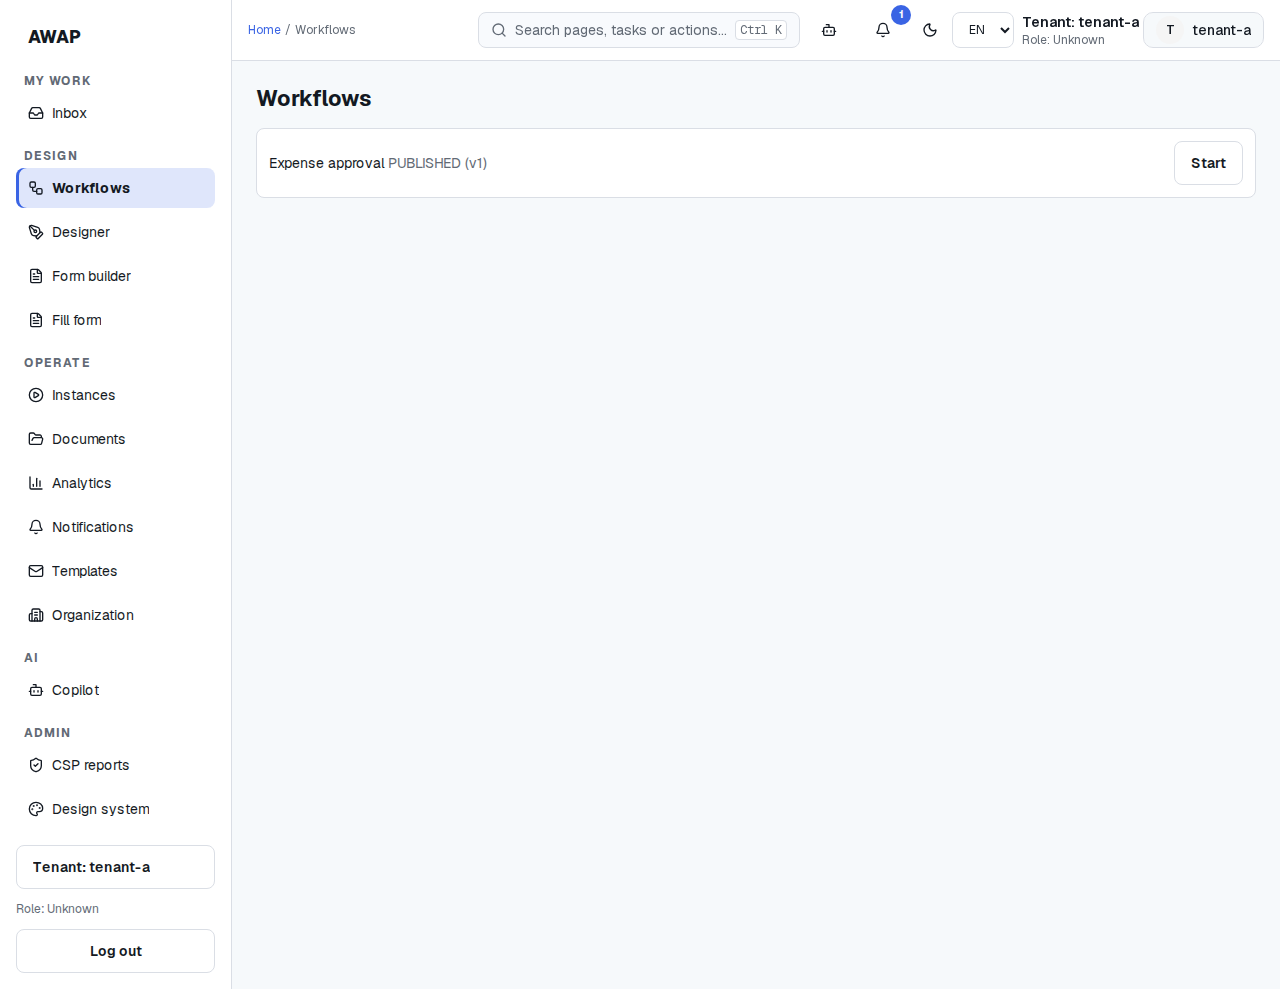 AWAP
MY WORK
Inbox
DESIGN
Workflows
Designer
Form builder
Fill form
OPERATE
Instances
Documents
Analytics
Notifications
Templates
Organization
AI
Copilot
ADMIN
CSP reports
Design system
Tenant: tenant-a
Role: Unknown
Log out
Home / Workflows
Search pages, tasks or actions... Ctrl K
1
EN
Tenant: tenant-a
Role: Unknown
T tenant-a
Workflows
Expense approval PUBLISHED (v1)
Start